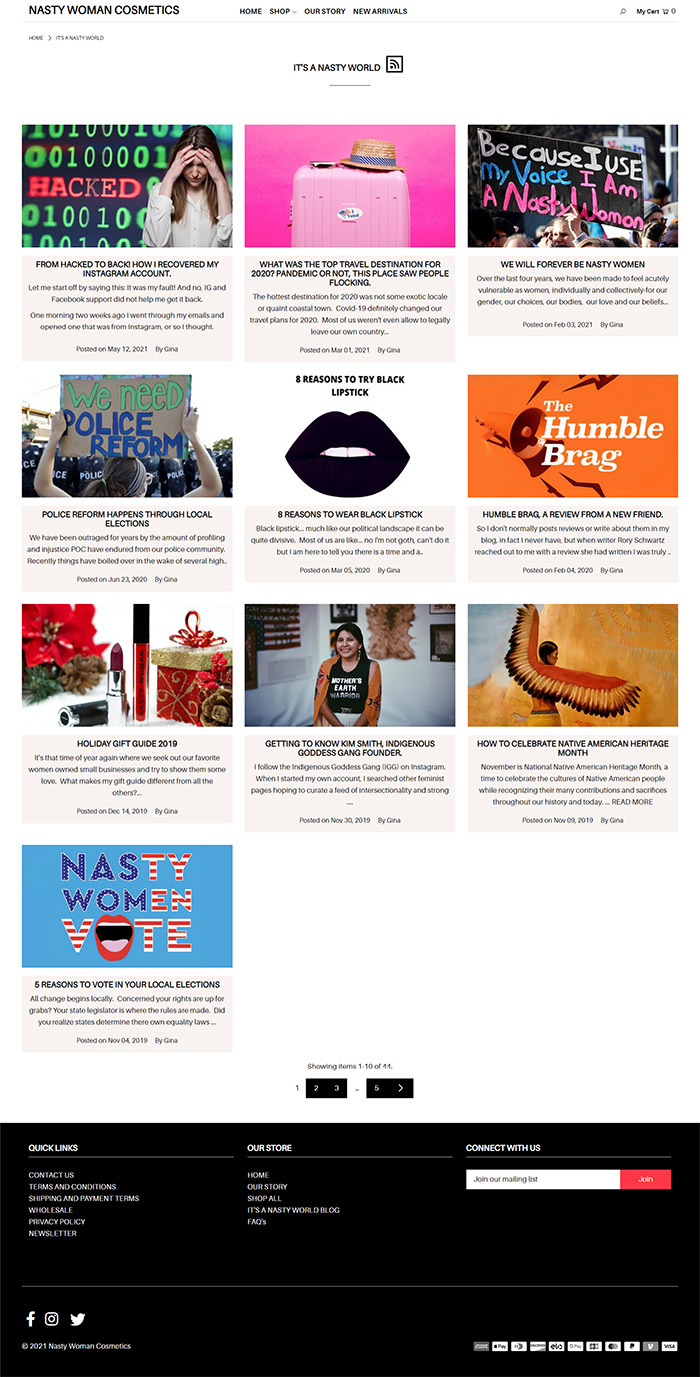 NASTY WOMAN COSMETICS
HOME SHOP OUR STORY NEW ARRIVALS
My Cart 0
HOME > IT'S A NASTY WORLD
IT'S A NASTY WORLD
HACKED
I Voted
Because I USE
my Voice I Am
A Nasty Woman
FROM HACKED TO BACK! HOW I RECOVERED MY
INSTAGRAM ACCOUNT.
Let me start off by saying this: It was my fault! And no, IG and
Facebook support did not help me get it back.
One morning two weeks ago I went through my emails and
opened one that was from Instagram, or so I thought.
Posted on May 12, 2021 By Gina
WHAT WAS THE TOP TRAVEL DESTINATION FOR
2020? PANDEMIC OR NOT, THIS PLACE SAW PEOPLE
FLOCKING.
The hottest destination for 2020 was not some exotic locale
or quaint coastal town. Covid-19 definitely changed our
travel plans for 2020. Most of us weren't even allow to legally
leave our own country...
Posted on Mar 01, 2021 By Gina
WE WILL FOREVER BE NASTY WOMEN
Over the last four years, we have been made to feel acutely
vulnerable as women, individually and collectively-for our
gender, our choices, our bodies, our love and our beliefs...
Posted on Feb 03, 2021 By Gina
We need
POLICE
REFORM
POLICE
8 REASONS TO TRY BLACK
LIPSTICK
The
Humble
Brag
POLICE REFORM HAPPENS THROUGH LOCAL
ELECTIONS
We have been outraged for years by the amount of profiling
and injustice POC have endured from our police community.
Recently things have boiled over in the wake of several high..
Posted on Jun 23, 2020 By Gina
8 REASONS TO WEAR BLACK LIPSTICK
Black lipstick... much like our political landscape it can be
quite divisive. Most of us are like... no I'm not goth, can't do it
but I am here to tell you there is a time and a..
Posted on Mar 05, 2020 By Gina
HUMBLE BRAG, A REVIEW FROM A NEW FRIEND.
So I don't normally posts reviews or write about them in my
blog, in fact I never have, but when writer Rory Schwartz
reached out to me with a review she had written I was truly ..
Posted on Feb 04, 2020 By Gina
MOTHER'S
EARTH
WARRIOR
HOLIDAY GIFT GUIDE 2019
It's that time of year again where we seek out our favorite
women owned small businesses and try to show them some
love. What makes my gift guide different from all the
others?...
Posted on Dec 14, 2019 By Gina
GETTING TO KNOW KIM SMITH, INDIGENOUS
GODDESS GANG FOUNDER.
I follow the Indigenous Goddess Gang (IGG) on Instagram.
When I started my own account, I searched other feminist
pages hoping to curate a feed of intersectionality and strong
....
Posted on Nov 30, 2019 By Gina
HOW TO CELEBRATE NATIVE AMERICAN HERITAGE
MONTH
November is National Native American Heritage Month, a
time to celebrate the cultures of Native American people
while recognizing their many contributions and sacrifices
throughout our history and today. ... READ MORE
Posted on Nov 09, 2019 By Gina
NASTY
WOMEN
VOTE
5 REASONS TO VOTE IN YOUR LOCAL ELECTIONS
All change begins locally. Concerned your rights are up for
grabs? Your state legislator is where the rules are made. Did
you realize states determine there own equality laws ...
Posted on Nov 04, 2019 By Gina
Showing items 1-10 of 44.
1 2 3 ... 5
QUICK LINKS
CONTACT US
TERMS AND CONDITIONS
SHIPPING AND PAYMENT TERMS
WHOLESALE
PRIVACY POLICY
NEWSLETTER
OUR STORE
HOME
OUR STORY
SHOP ALL
IT'S A NASTY WORLD BLOG
FAQ's
CONNECT WITH US
Join our mailing list Join
© 2021 Nasty Woman Cosmetics
Pay DISCOVER elo G Pay VISA